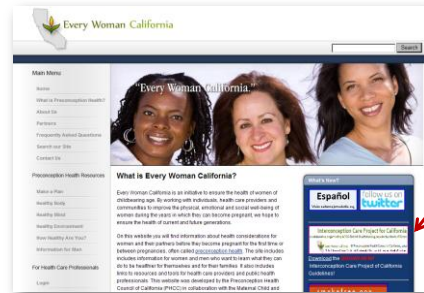 Every Woman California
Search
Main Menu
Home
What is Preconception Health?
About Us
Partners
Frequently Asked Questions
Search our Site
Contact Us
Preconception Health Resources
Make a Plan
Healthy Body
Healthy Mind
Healthy Environment
How Healthy Are You?
Information for Men
For Health Care Professionals
Login
"Every Woman California."
What is Every Woman California?
Every Woman California is an initiative to ensure the health of women of
childbearing age. By working with individuals, health care providers and
communities to improve the physical, emotional and social well-being of
women during the years in which they can become pregnant, we hope to
ensure the health of current and future generations.
On this website you will find information about health considerations for
women and their partners before they become pregnant for the first time or
between pregnancies, often called preconception health. The site includes
includes information for women and men who want to learn what they can
do to be healthier for themselves and for their families. It also includes
links to resources and tools for health care providers and public health
professionals. This website was developed by the Preconception Health
Council of California (PHCC) in collaboration with the Maternal Child and
What's New?
Español
Follow us on
twitter
Interconception Care Project for California
Download the
Interconception Care Project of California
Guidelines!